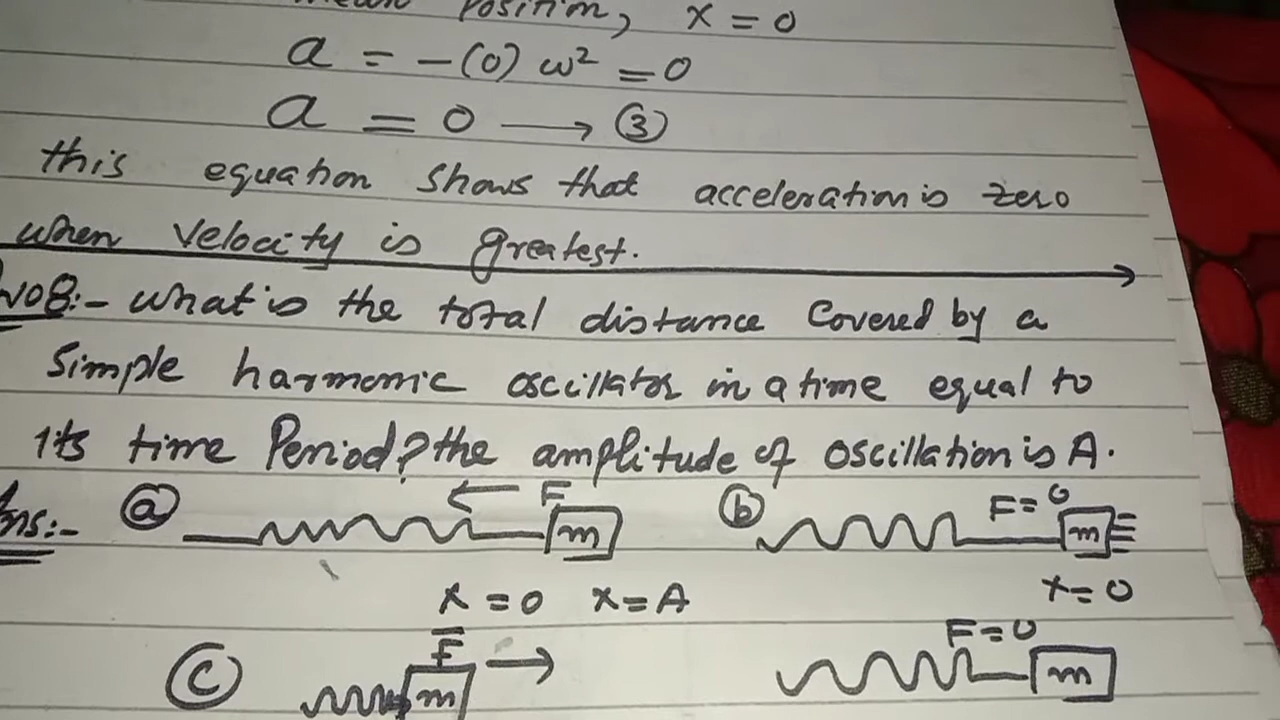 Position, x = 0
a = -(0) ω² = 0
a = 0 → ③
this equation shows that acceleration is zero
when velocity is greatest.
No8:- what is the total distance covered by a
Simple harmonic oscillator in a time equal to
its time Period? the amplitude of oscillation is A.
Ans:- ⓐ F m ⓑ F=0 m
x = 0 x = A x = 0
ⓒ F m F=0 m